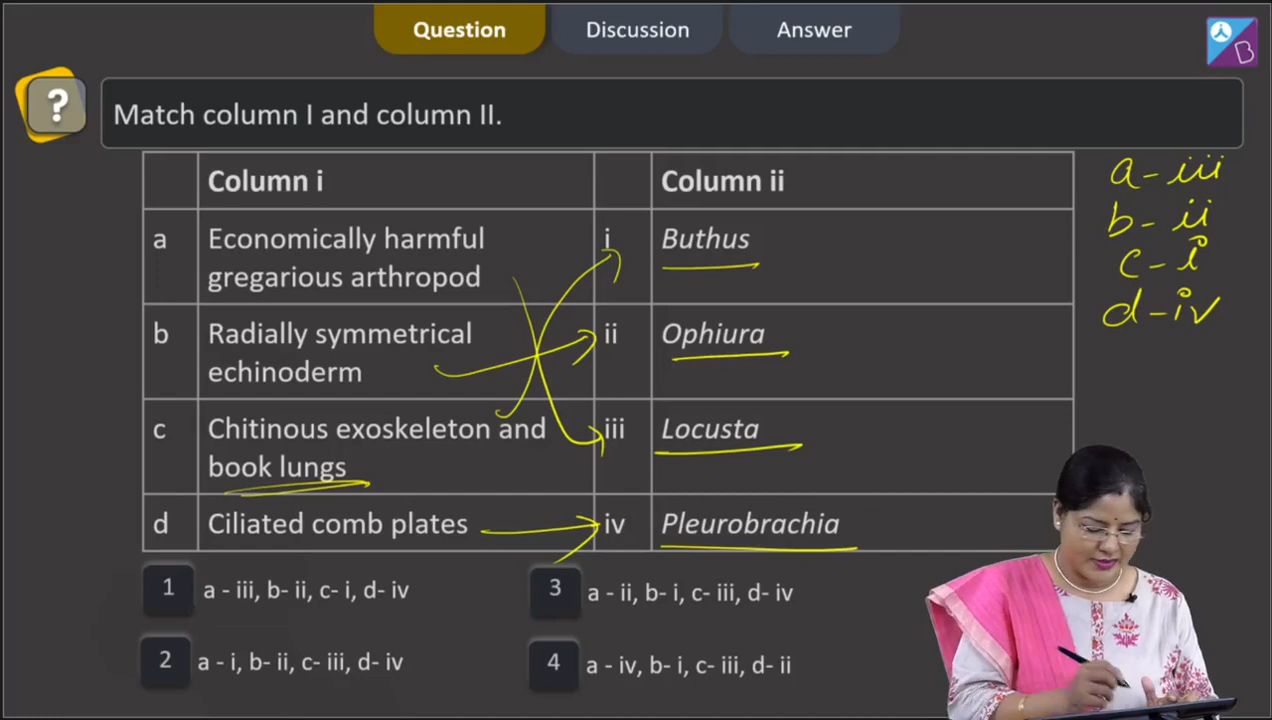 Question
Discussion
Answer
B
?
Match column I and column II.
Column i
Column ii
a
Economically harmful
gregarious arthropod
i
Buthus
b
Radially symmetrical
echinoderm
ii
Ophiura
c
Chitinous exoskeleton and
book lungs
iii
Locusta
d
Ciliated comb plates
iv
Pleurobrachia
a - iii
b - ii
c - i
d - iv
1
a - iii, b- ii, c- i, d- iv
2
a - i, b- ii, c- iii, d- iv
3
a - ii, b- i, c- iii, d- iv
4
a - iv, b- i, c- iii, d- ii